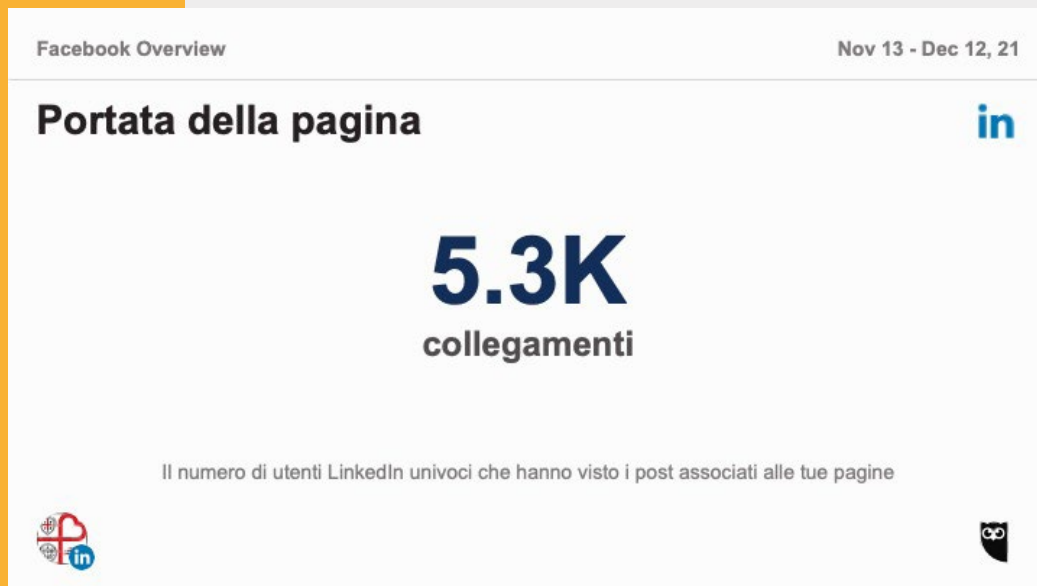 Facebook Overview
Nov 13 - Dec 12, 21
Portata della pagina
in
5.3K
collegamenti
Il numero di utenti LinkedIn univoci che hanno visto i post associati alle tue pagine
in